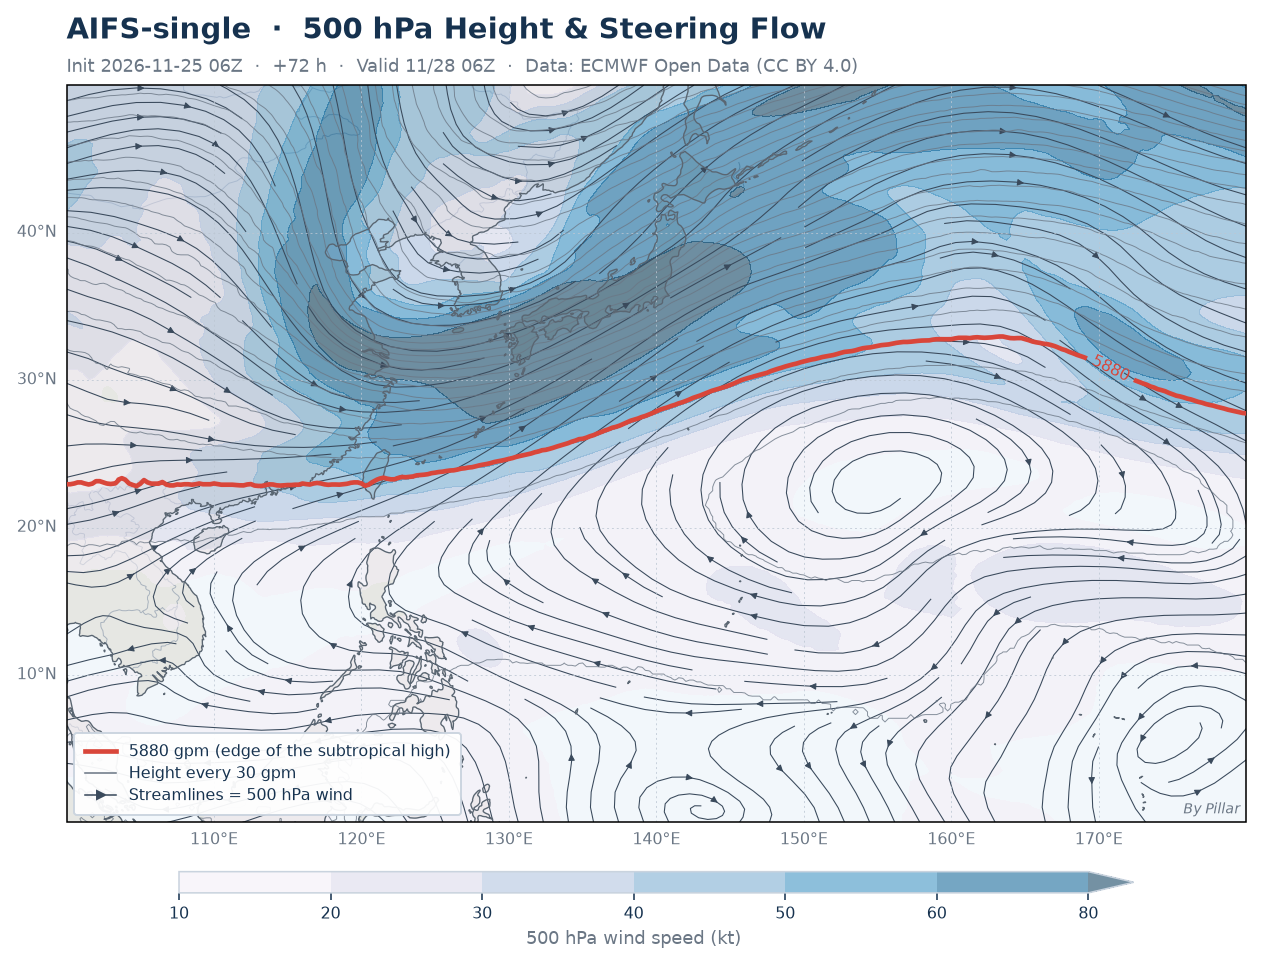 AIFS-single · 500 hPa Height & Steering Flow
Init 2026-11-25 06Z · +72 h · Valid 11/28 06Z · Data: ECMWF Open Data (CC BY 4.0)
40°N
30°N
20°N
10°N
5880
5880 gpm (edge of the subtropical high)
Height every 30 gpm
Streamlines = 500 hPa wind
By Pillar
110°E 120°E 130°E 140°E 150°E 160°E 170°E
10 20 30 40 50 60 80
500 hPa wind speed (kt)